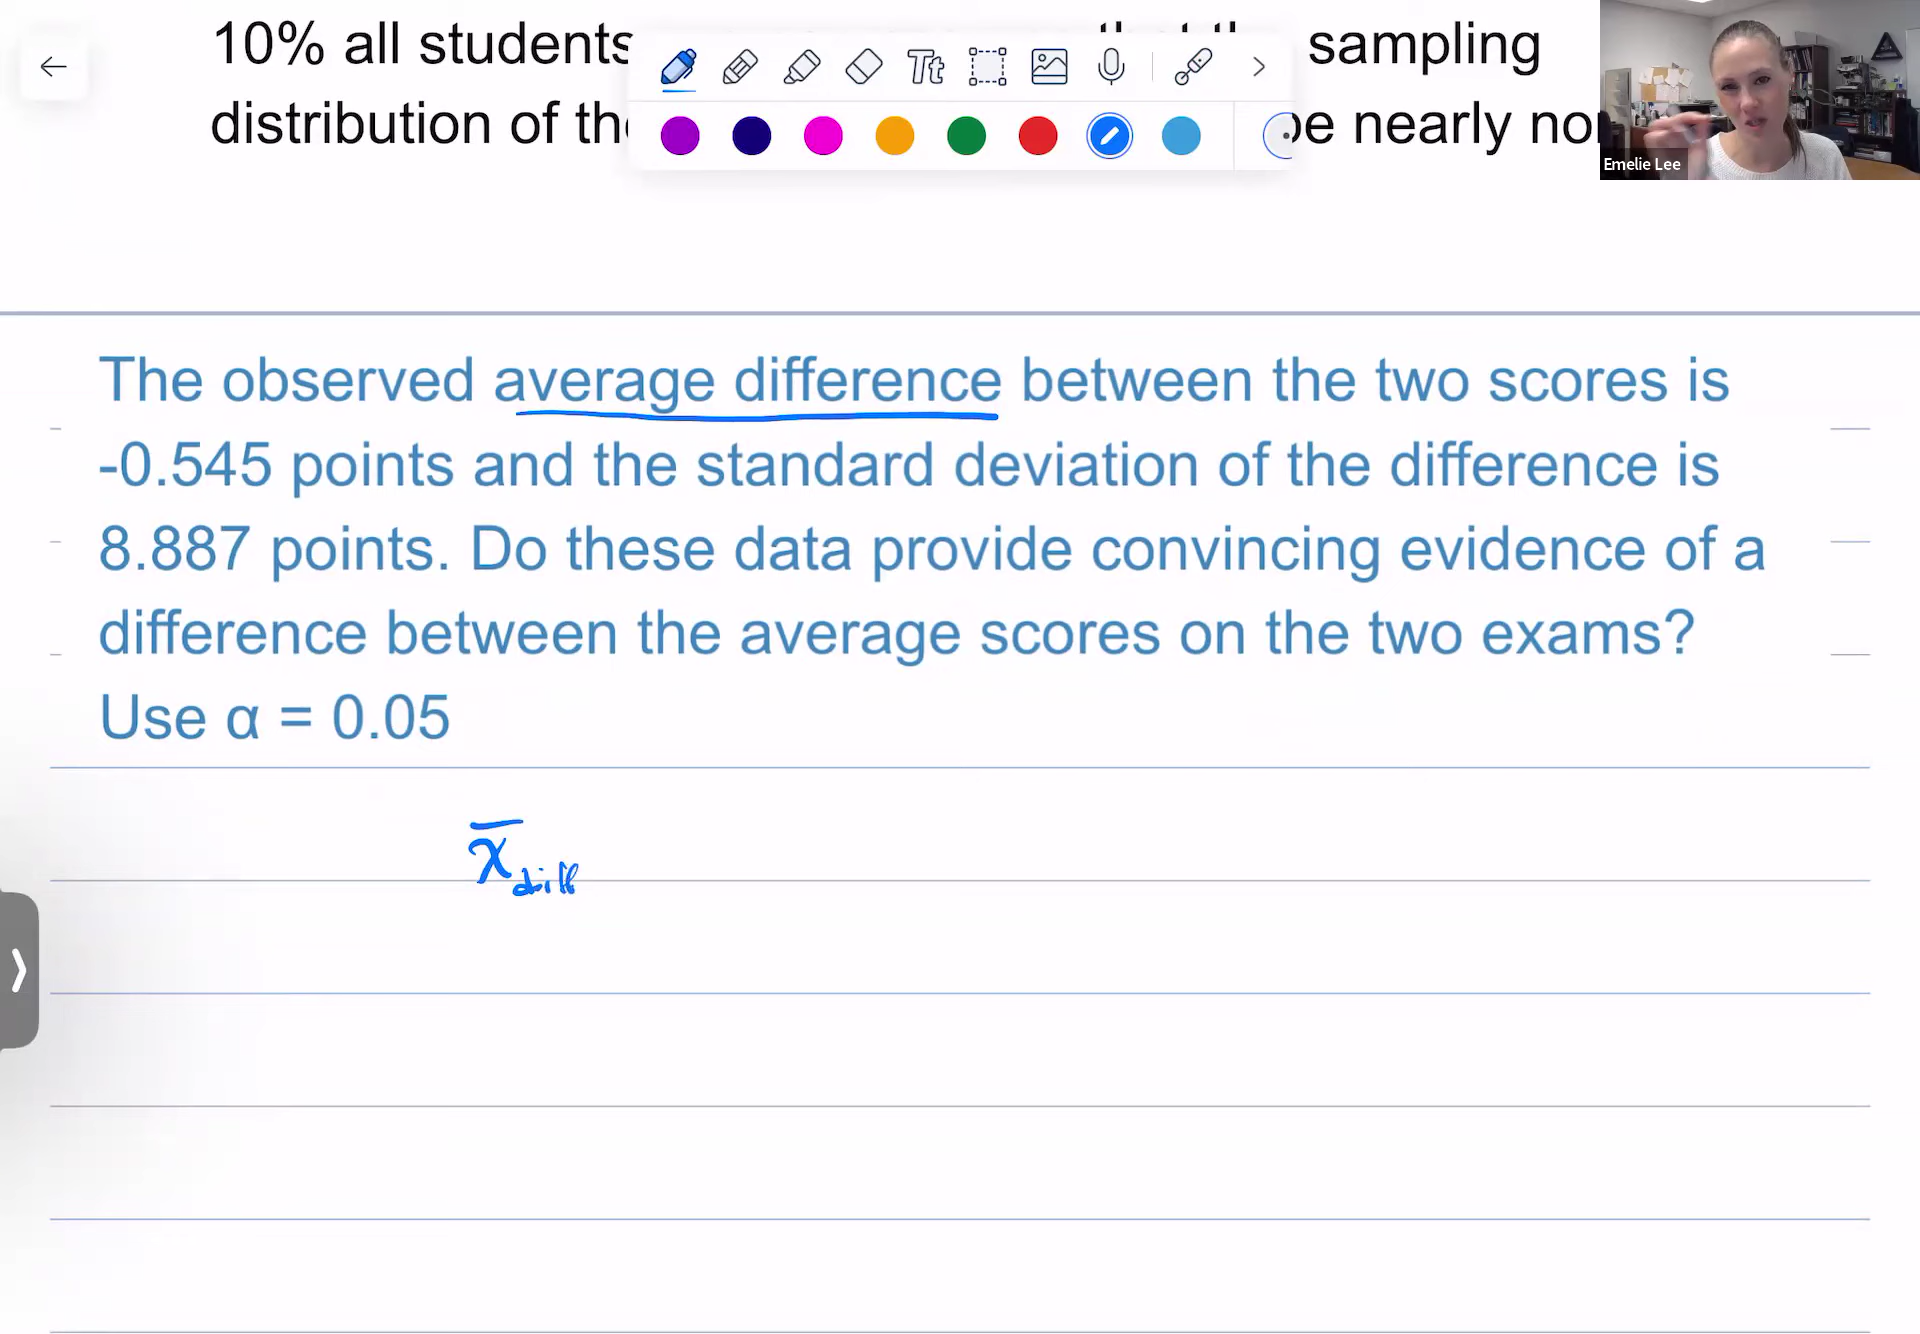 10% all students sampling
distribution of be nearly
Emelie Lee
Tt
The observed average difference between the two scores is
-0.545 points and the standard deviation of the difference is
8.887 points. Do these data provide convincing evidence of a
difference between the average scores on the two exams?
Use α = 0.05
x̄diff